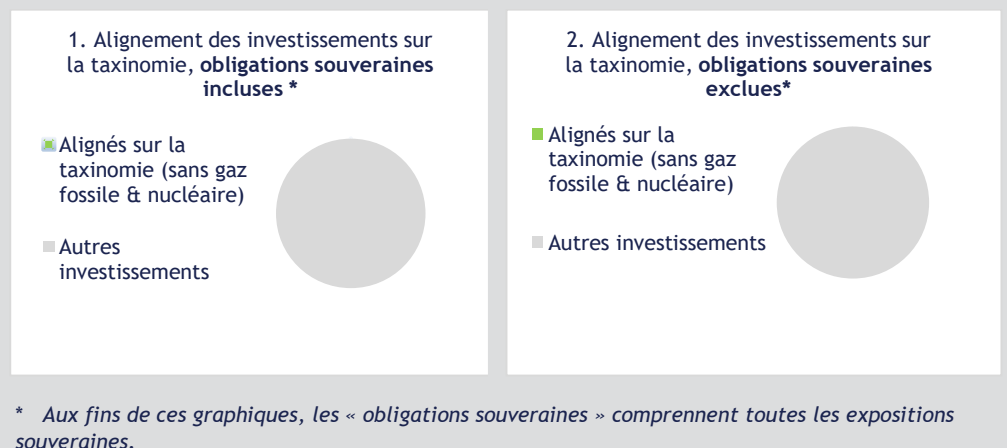 1. Alignement des investissements sur
la taxinomie, obligations souveraines
incluses *
Alignés sur la
taxinomie (sans gaz
fossile & nucléaire)
Autres
investissements
2. Alignement des investissements sur
la taxinomie, obligations souveraines
exclues*
Alignés sur la
taxinomie (sans gaz
fossile & nucléaire)
Autres investissements
* Aux fins de ces graphiques, les « obligations souveraines » comprennent toutes les expositions
souveraines.